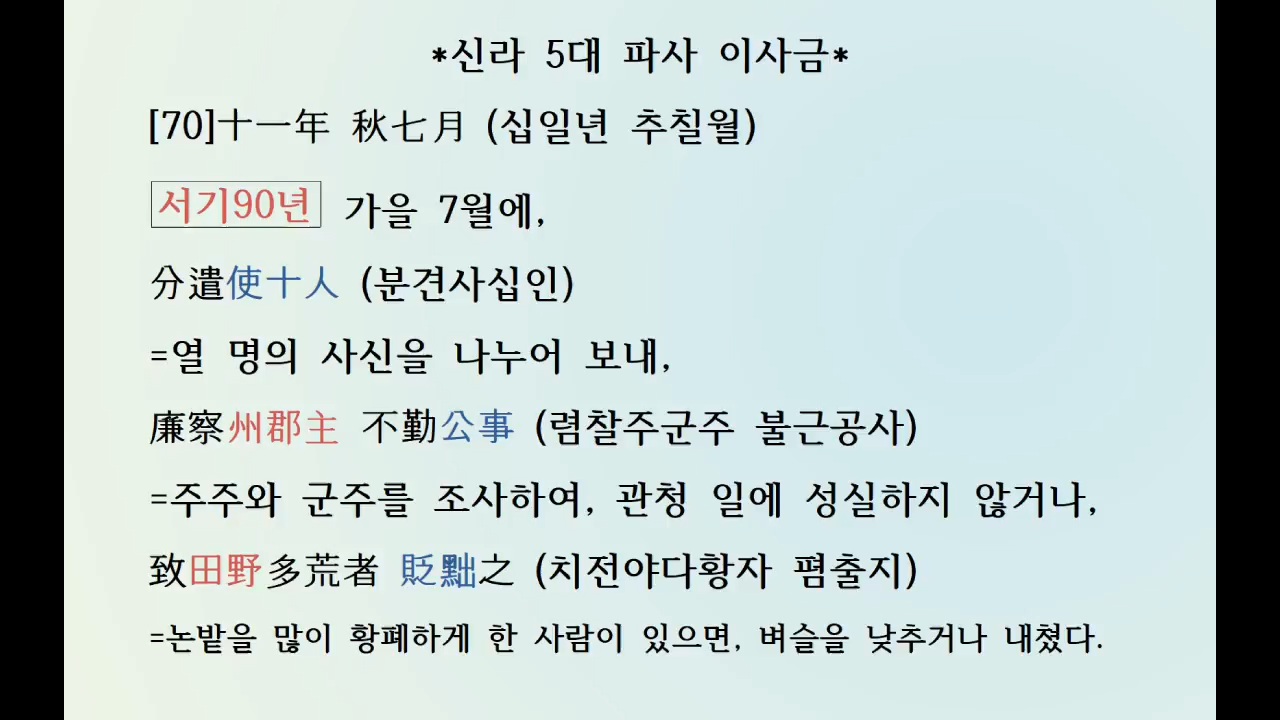 *신라 5대 파사 이사금*
[70]十一年 秋七月 (십일년 추칠월)
서기90년 가을 7월에,
分遣使十人 (분견사십인)
=열 명의 사신을 나누어 보내,
廉察州郡主 不勤公事 (렴찰주군주 불근공사)
=주주와 군주를 조사하여, 관청 일에 성실하지 않거나,
致田野多荒者 貶黜之 (치전야다황자 폄출지)
=논밭을 많이 황폐하게 한 사람이 있으면, 벼슬을 낮추거나 내쳤다.